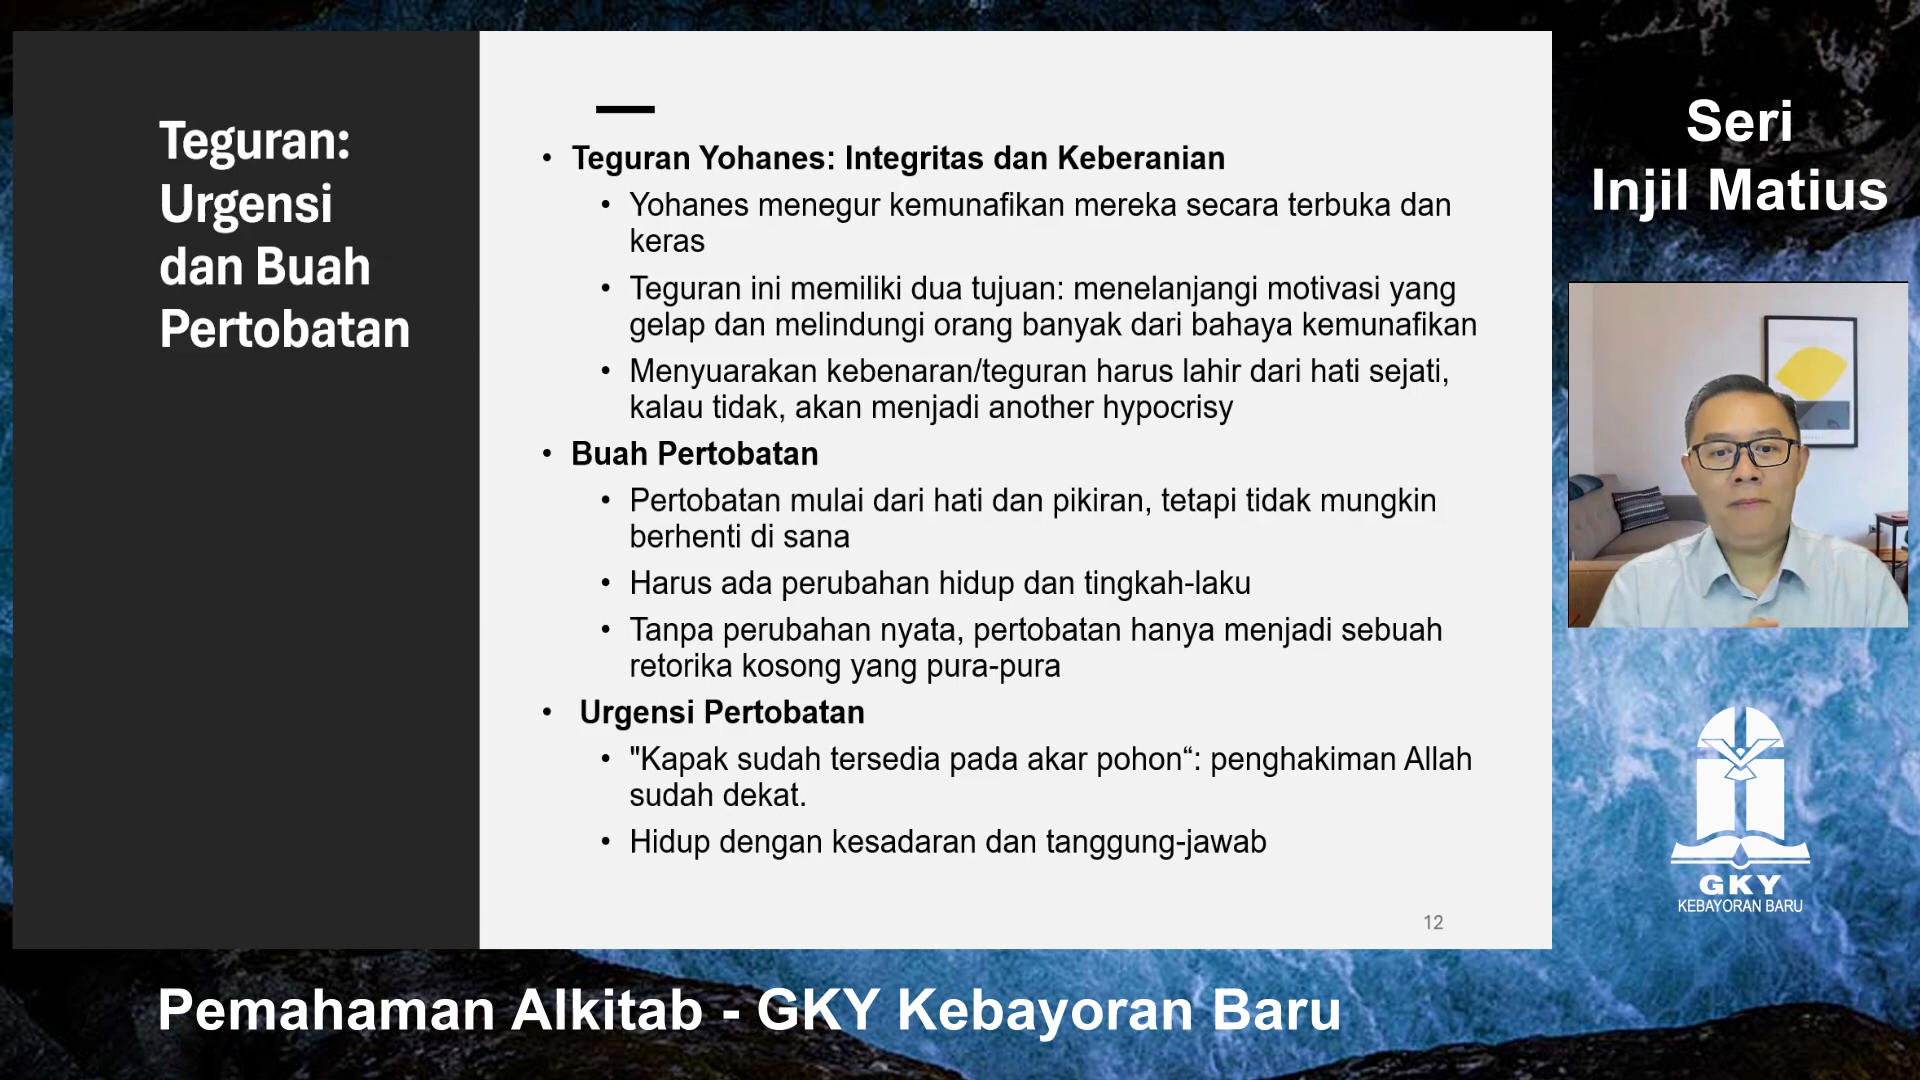 Teguran:
Urgensi
dan Buah
Pertobatan
• Teguran Yohanes: Integritas dan Keberanian
• Yohanes menegur kemunafikan mereka secara terbuka dan
keras
• Teguran ini memiliki dua tujuan: menelanjangi motivasi yang
gelap dan melindungi orang banyak dari bahaya kemunafikan
• Menyuarakan kebenaran/teguran harus lahir dari hati sejati,
kalau tidak, akan menjadi another hypocrisy
• Buah Pertobatan
• Pertobatan mulai dari hati dan pikiran, tetapi tidak mungkin
berhenti di sana
• Harus ada perubahan hidup dan tingkah-laku
• Tanpa perubahan nyata, pertobatan hanya menjadi sebuah
retorika kosong yang pura-pura
• Urgensi Pertobatan
• "Kapak sudah tersedia pada akar pohon“: penghakiman Allah
sudah dekat.
• Hidup dengan kesadaran dan tanggung-jawab
12
Seri
Injil Matius
GKY
KEBAYORAN BARU
Pemahaman Alkitab - GKY Kebayoran Baru